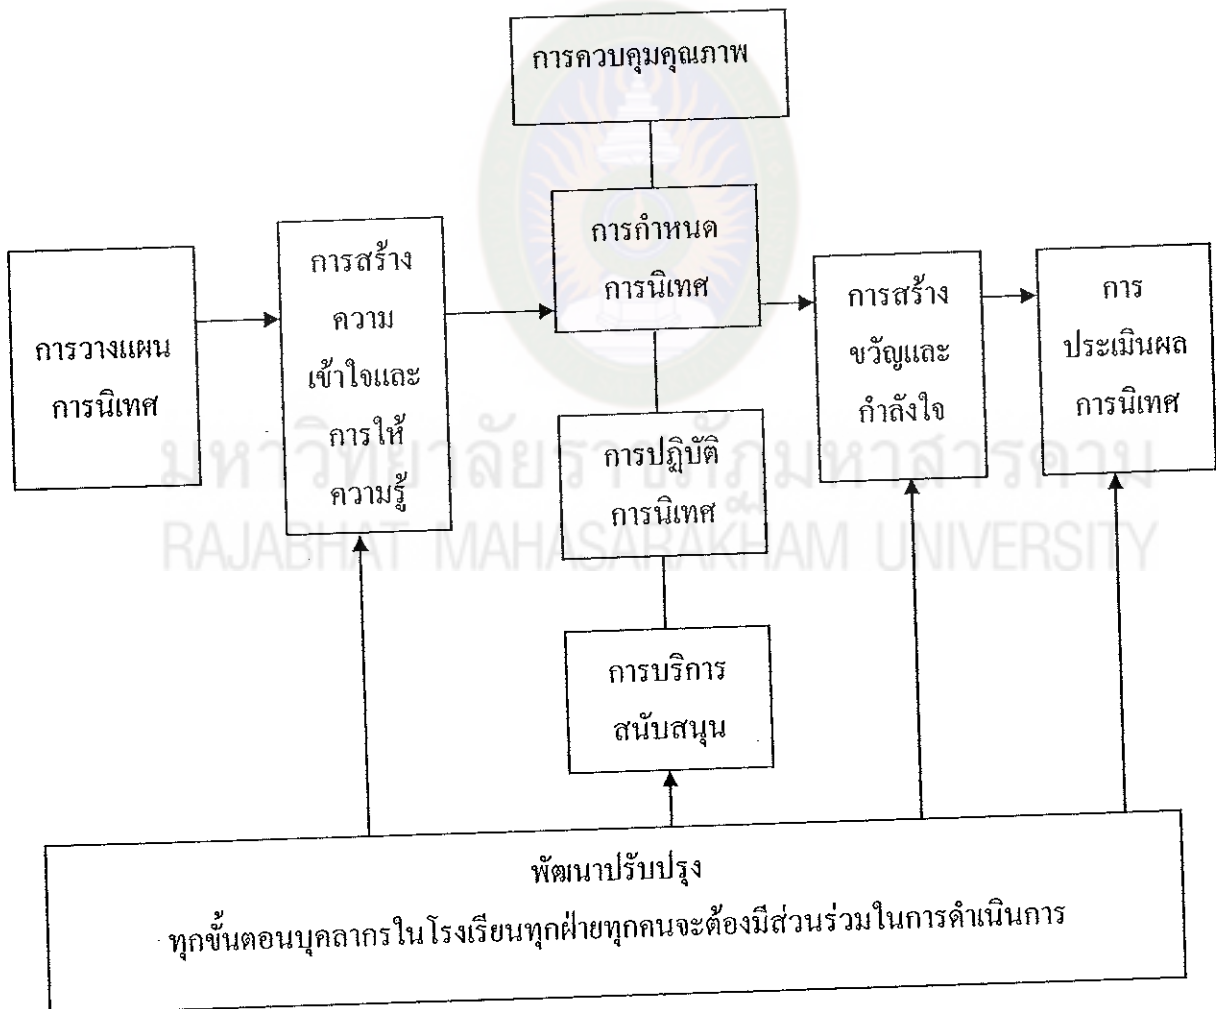 การควบคุมคุณภาพ
การวางแผน
การนิเทศ
การสร้าง
ความ
เข้าใจและ
การให้
ความรู้
การกำหนด
การนิเทศ
การสร้าง
ขวัญและ
กำลังใจ
การ
ประเมินผล
การนิเทศ
การปฏิบัติ
การนิเทศ
การบริการ
สนับสนุน
พัฒนาปรับปรุง
ทุกขั้นตอนบุคลากรในโรงเรียนทุกฝ่ายทุกคนจะต้องมีส่วนร่วมในการดำเนินการ
มหาวิทยาลัยราชภัฏมหาสารคาม
RAJABHAT MAHASARAKHAM UNIVERSITY